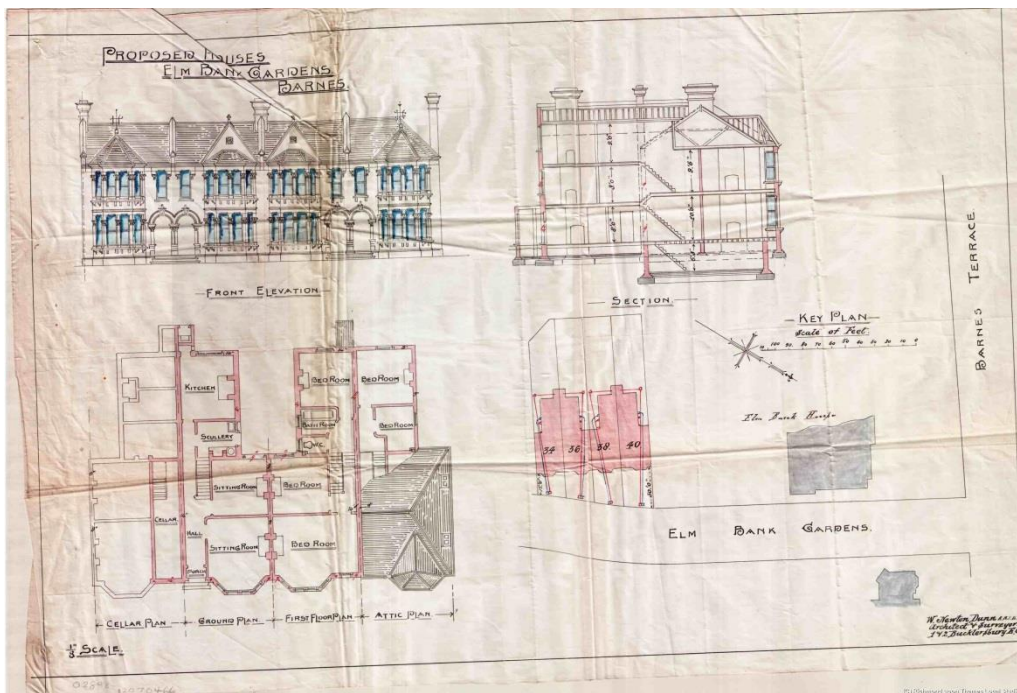 PROPOSED HOUSES
ELM BANK GARDENS
BARNES.
FRONT ELEVATION
SECTION.
KEY PLAN
Scale of Feet
BARNES TERRACE
Elm Bank House
34 36 38 40
ELM BANK GARDENS.
KITCHEN
SCULLERY
SITTING ROOM
SITTING ROOM
CELLAR
HALL
PORCH
BED ROOM
BED ROOM
BATH ROOM
W.C.
BED ROOM
BED ROOM
BED ROOM
CELLAR PLAN
GROUND PLAN
FIRST FLOOR PLAN
ATTIC PLAN
SCALE.
W. Newton Dunn
Architect & Surveyor
1 & 2 Bucklersbury